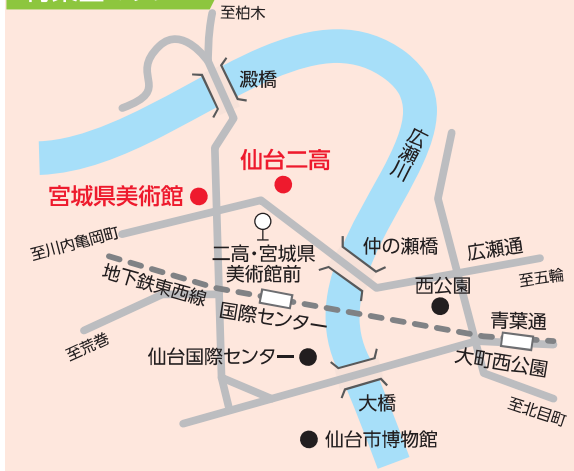 至柏木
澱橋
広瀬川
仙台二高
宮城県美術館
至川内亀岡町
二高・宮城県
美術館前
仲の瀬橋
広瀬通
至五輪
地下鉄東西線
国際センター
西公園
青葉通
至荒巻
仙台国際センター
大町西公園
大橋
至北目町
仙台市博物館